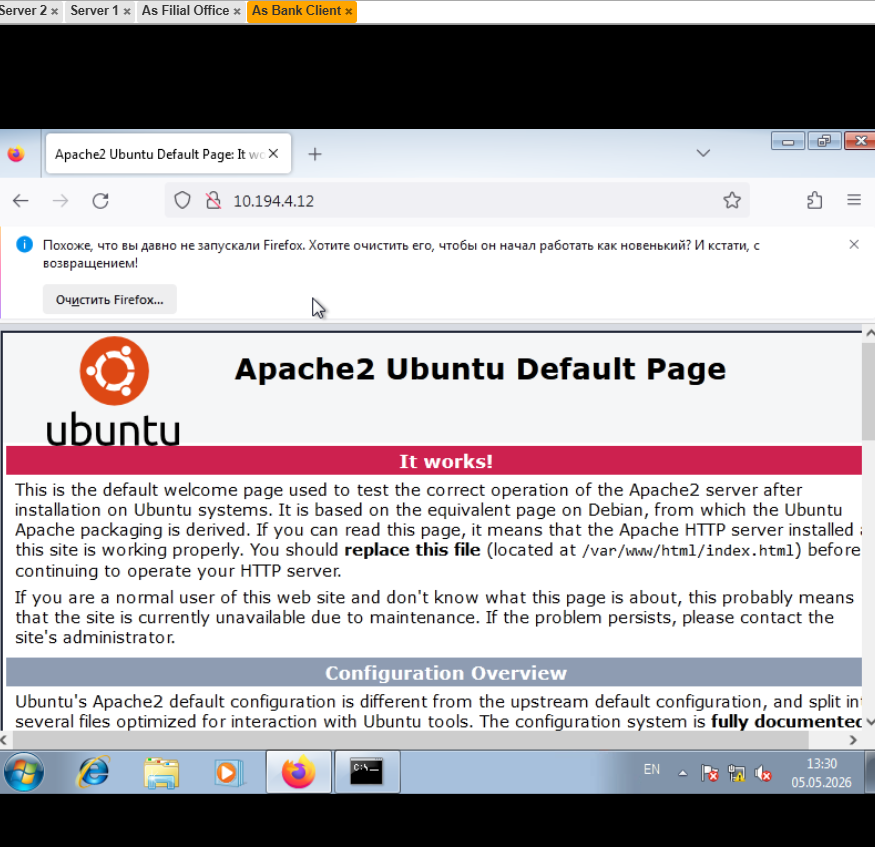 Server 2 × Server 1 × As Filial Office × As Bank Client ×
Apache2 Ubuntu Default Page: It wo
10.194.4.12
Похоже, что вы давно не запускали Firefox. Хотите очистить его, чтобы он начал работать как новенький? И кстати, с
возвращением!
Очистить Firefox...
ubuntu
Apache2 Ubuntu Default Page
It works!
This is the default welcome page used to test the correct operation of the Apache2 server after
installation on Ubuntu systems. It is based on the equivalent page on Debian, from which the Ubuntu
Apache packaging is derived. If you can read this page, it means that the Apache HTTP server installed a
this site is working properly. You should replace this file (located at /var/www/html/index.html) before
continuing to operate your HTTP server.
If you are a normal user of this web site and don't know what this page is about, this probably means
that the site is currently unavailable due to maintenance. If the problem persists, please contact the
site's administrator.
Configuration Overview
Ubuntu's Apache2 default configuration is different from the upstream default configuration, and split int
several files optimized for interaction with Ubuntu tools. The configuration system is fully documented
C:\.
EN
13:30
05.05.2026